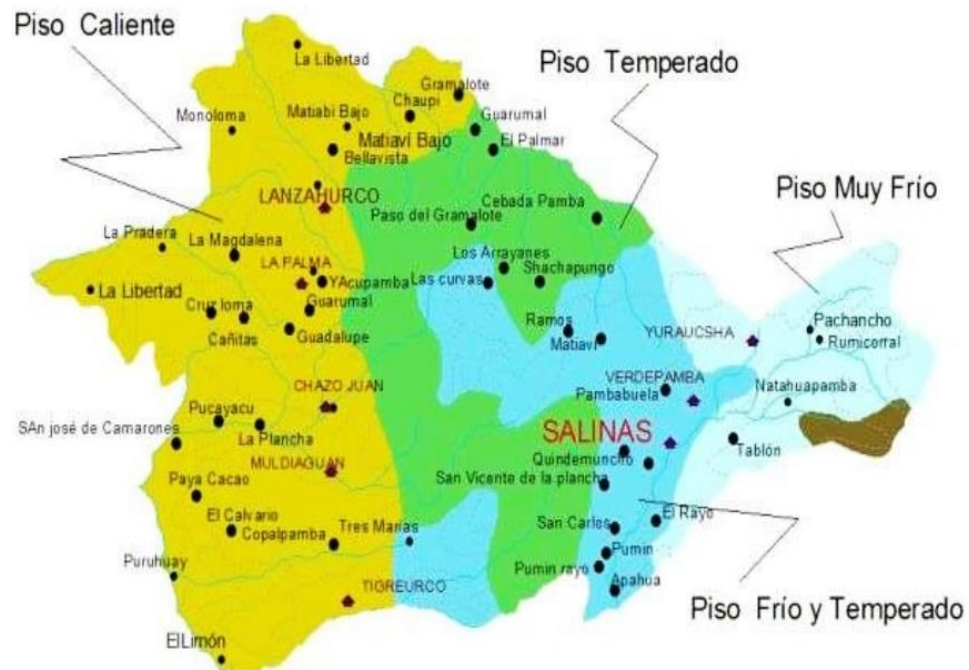 Piso Caliente
La Libertad
Piso Temperado
Gramalote
Chaupi
Monoloma
Matiabi Bajo
Guarumal
Matiaví Bajo
El Palmar
Bellavista
Piso Muy Frío
LANZAHURCO
Cebada Pamba
Paso del Gramalote
La Pradera
La Magdalena
Los Arrayanes
LA PALMA
Shachapungo
La Libertad
YAcupamba
Las curvas
Cruz loma
Guarumal
Cañitas
Guadalupe
Ramos
YURAUCSHA
Pachancho
Matiaví
Rumicorral
CHAZO JUAN
VERDEPAMBA
Natahuapamba
Pambabuela
Pucayacu
SAn josé de Camarones
La Plancha
SALINAS
Tablón
MULDIAGUAN
Quindemuncho
San Vicente de la plancha
Paya Cacao
El Calvario
Copalpamba
Tres Marías
San Carlos
El Rayo
Pumin
Puruhuay
Pumin rayo
TIGREURCO
Apahua
Piso Frío y Temperado
El Limón